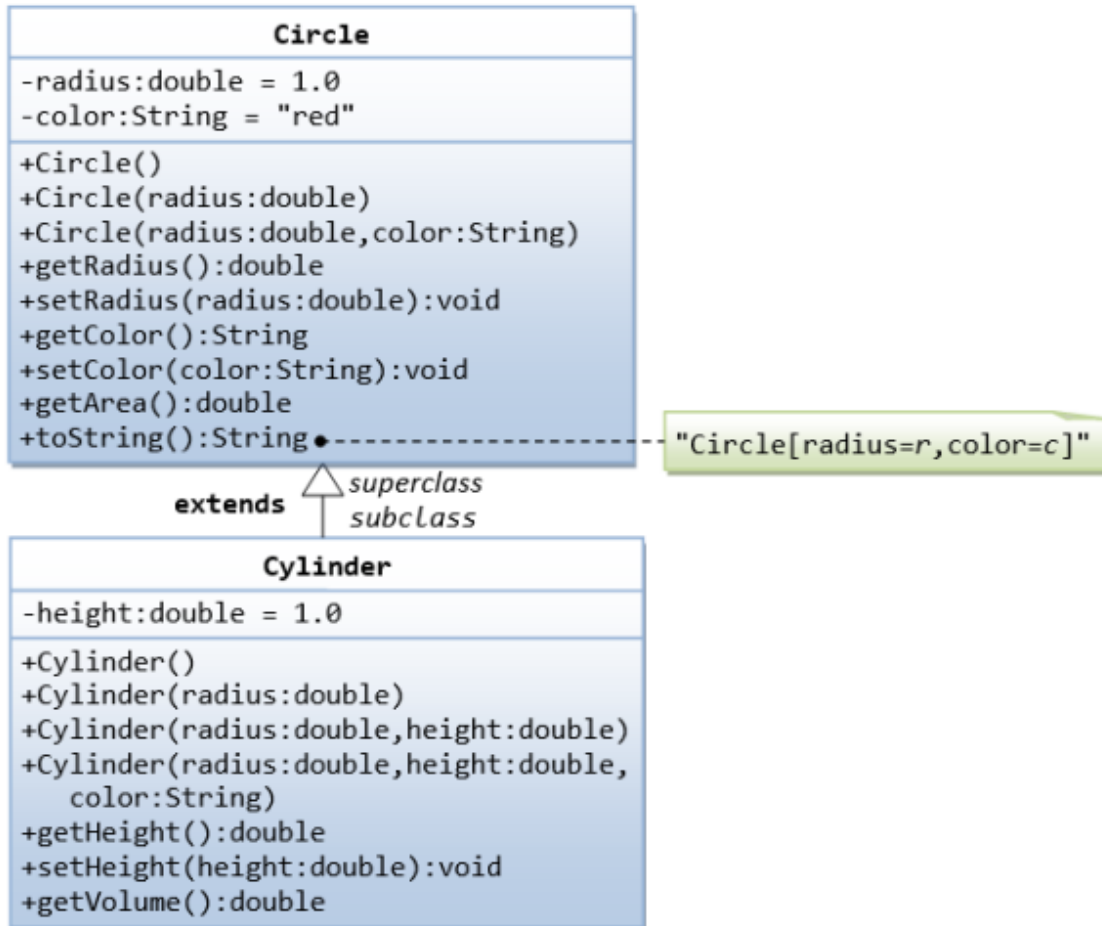 Circle
-radius:double = 1.0
-color:String = "red"
+Circle()
+Circle(radius:double)
+Circle(radius:double,color:String)
+getRadius():double
+setRadius(radius:double):void
+getColor():String
+setColor(color:String):void
+getArea():double
+toString():String
"Circle[radius=r,color=c]"
superclass
extends
subclass
Cylinder
-height:double = 1.0
+Cylinder()
+Cylinder(radius:double)
+Cylinder(radius:double,height:double)
+Cylinder(radius:double,height:double,
color:String)
+getHeight():double
+setHeight(height:double):void
+getVolume():double